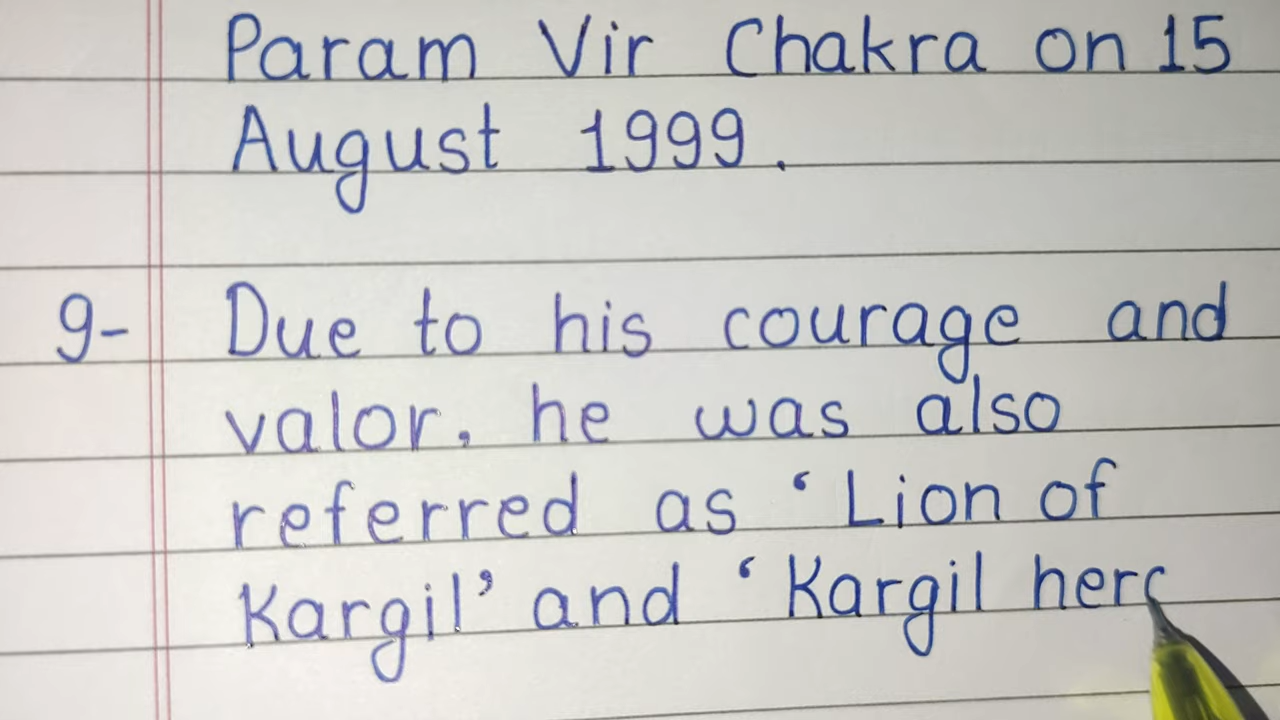 Param Vir Chakra on 15
August 1999.
9- Due to his courage and
valor, he was also
referred as ‘Lion of
Kargil’ and ‘Kargil herc